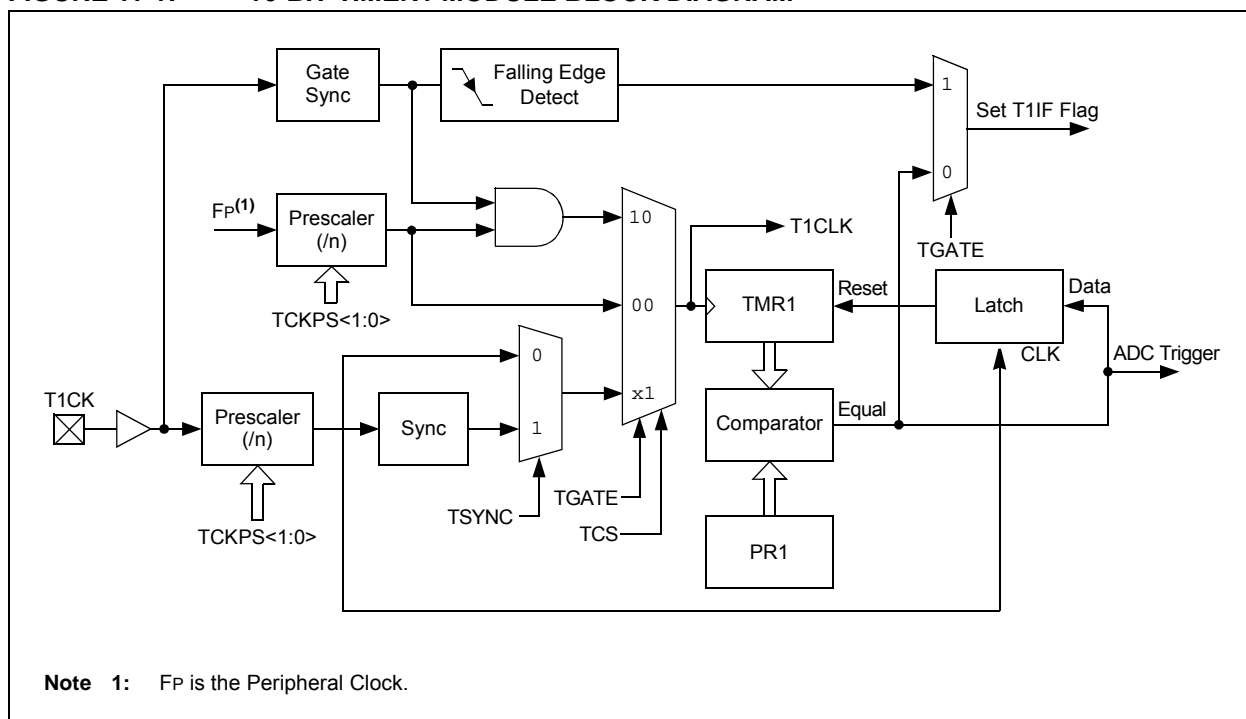 Gate
Sync
Falling Edge
Detect
1
Set T1IF Flag
0
TGATE
FP(1)
Prescaler
(/n)
TCKPS<1:0>
10
00
x1
T1CLK
TMR1
Reset
Latch
Data
CLK
ADC Trigger
T1CK
Prescaler
(/n)
TCKPS<1:0>
Sync
0
1
TSYNC
TGATE
TCS
Comparator
Equal
PR1
Note 1: FP is the Peripheral Clock.